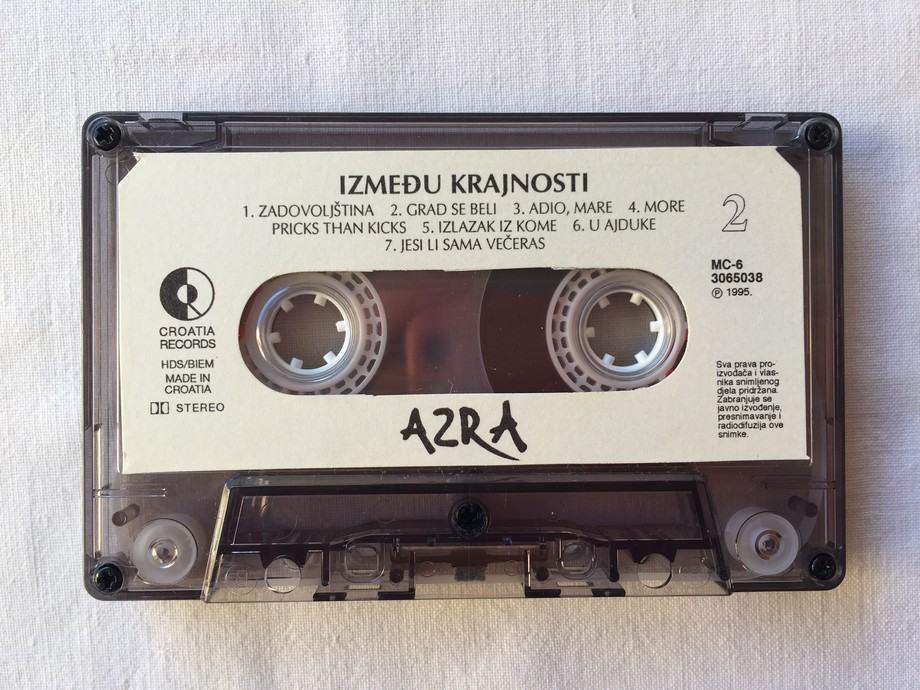 IZMEĐU KRAJNOSTI
1. ZADOVOLJŠTINA 2. GRAD SE BELI 3. ADIO, MARE 4. MORE
PRICKS THAN KICKS 5. IZLAZAK IZ KOME 6. U AJDUKE
7. JESI LI SAMA VEČERAS
2
MC-6
3065038
℗ 1995.
CROATIA
RECORDS
HDS/BIEM
MADE IN
CROATIA
STEREO
Sva prava pro-
izvođača i vlas-
nika snimljenog
djela pridržana.
Zabranjuje se
javno izvođenje,
presnimavanje i
radiodifuzija ove
snimke.
AZRA